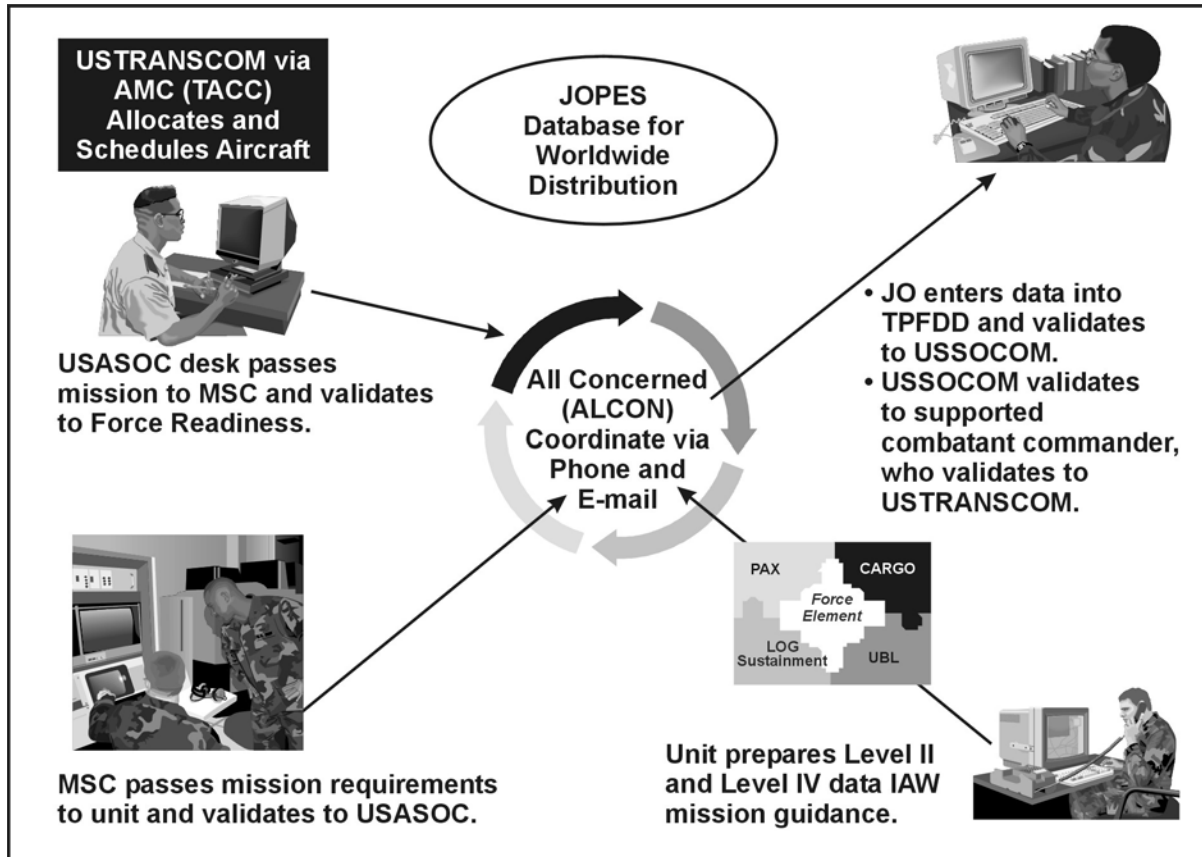 USTRANSCOM via
AMC (TACC)
Allocates and
Schedules Aircraft
JOPES
Database for
Worldwide
Distribution
USASOC desk passes
mission to MSC and validates
to Force Readiness.
All Concerned
(ALCON)
Coordinate via
Phone and
E-mail
• JO enters data into
TPFDD and validates
to USSOCOM.
• USSOCOM validates
to supported
combatant commander,
who validates to
USTRANSCOM.
MSC passes mission requirements
to unit and validates to USASOC.
PAX
CARGO
Force
Element
LOG
Sustainment
UBL
Unit prepares Level II
and Level IV data IAW
mission guidance.